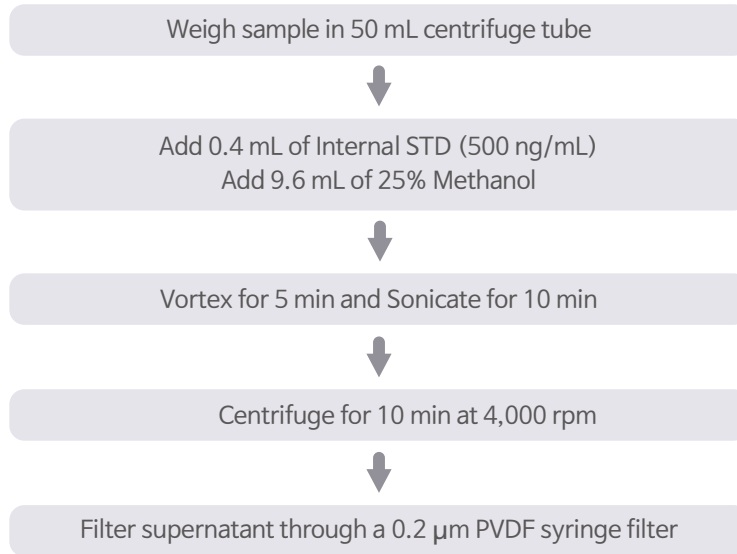 Weigh sample in 50 mL centrifuge tube
Add 0.4 mL of Internal STD (500 ng/mL)
Add 9.6 mL of 25% Methanol
Vortex for 5 min and Sonicate for 10 min
Centrifuge for 10 min at 4,000 rpm
Filter supernatant through a 0.2 μm PVDF syringe filter